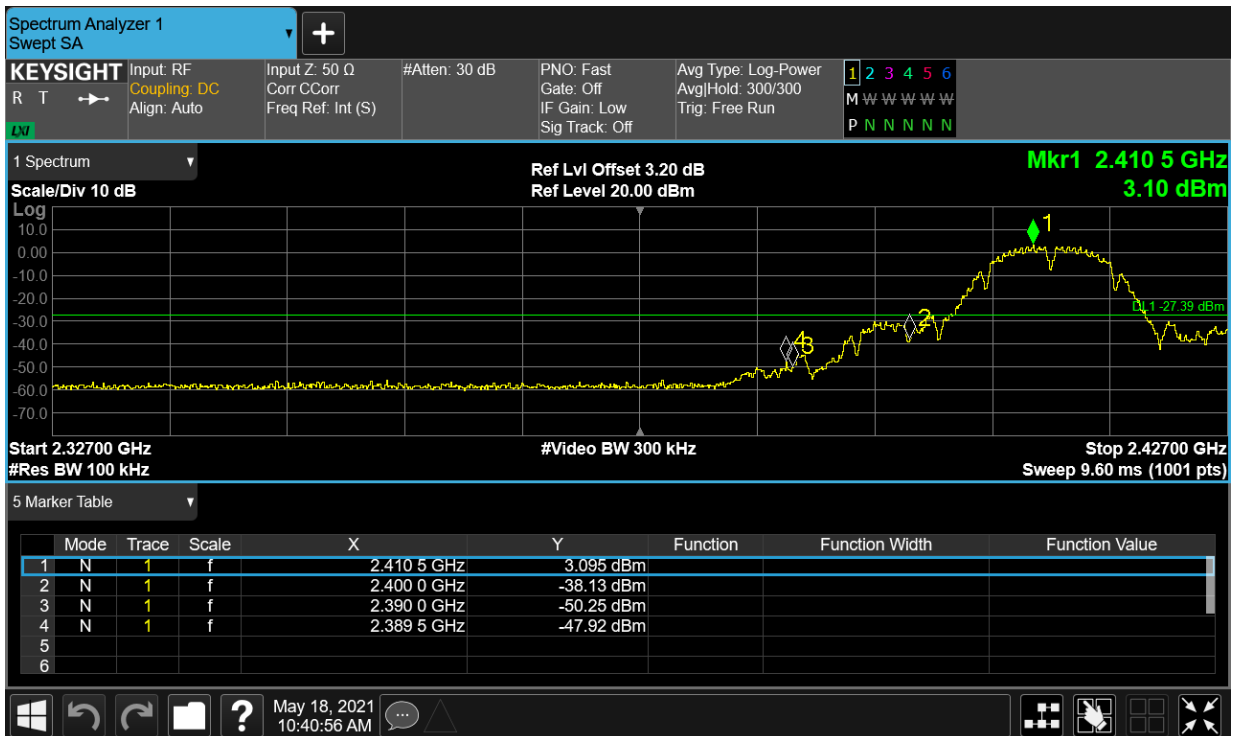 Spectrum Analyzer 1
Swept SA
+
KEYSIGHT
R T
LXI
Input: RF
Coupling: DC
Align: Auto
Input Z: 50 Ω
Corr CCorr
Freq Ref: Int (S)
#Atten: 30 dB
PNO: Fast
Gate: Off
IF Gain: Low
Sig Track: Off
Avg Type: Log-Power
Avg|Hold: 300/300
Trig: Free Run
1 2 3 4 5 6
M W W W W W
P N N N N N
1 Spectrum
Scale/Div 10 dB
Ref Lvl Offset 3.20 dB
Ref Level 20.00 dBm
Mkr1 2.410 5 GHz
3.10 dBm
Log
10.0
0.00
-10.0
-20.0
-30.0
-40.0
-50.0
-60.0
-70.0
1
DL1 -27.39 dBm
2
4
3
Start 2.32700 GHz
#Res BW 100 kHz
#Video BW 300 kHz
Stop 2.42700 GHz
Sweep 9.60 ms (1001 pts)
5 Marker Table
Mode Trace Scale X Y Function Function Width Function Value
1 N 1 f 2.410 5 GHz 3.095 dBm
2 N 1 f 2.400 0 GHz -38.13 dBm
3 N 1 f 2.390 0 GHz -50.25 dBm
4 N 1 f 2.389 5 GHz -47.92 dBm
5
6
?
May 18, 2021
10:40:56 AM